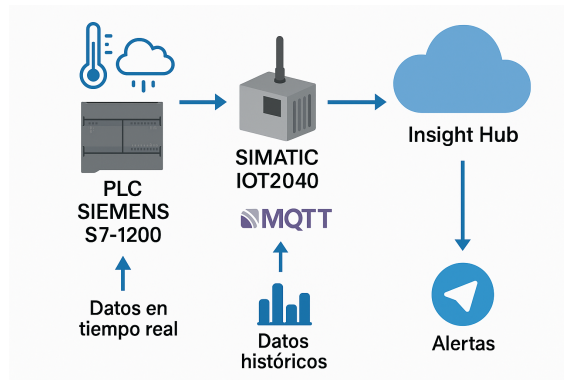 PLC
SIEMENS
S7-1200
Datos en
tiempo real
SIMATIC
IOT2040
MQTT
Datos
históricos
Insight Hub
Alertas